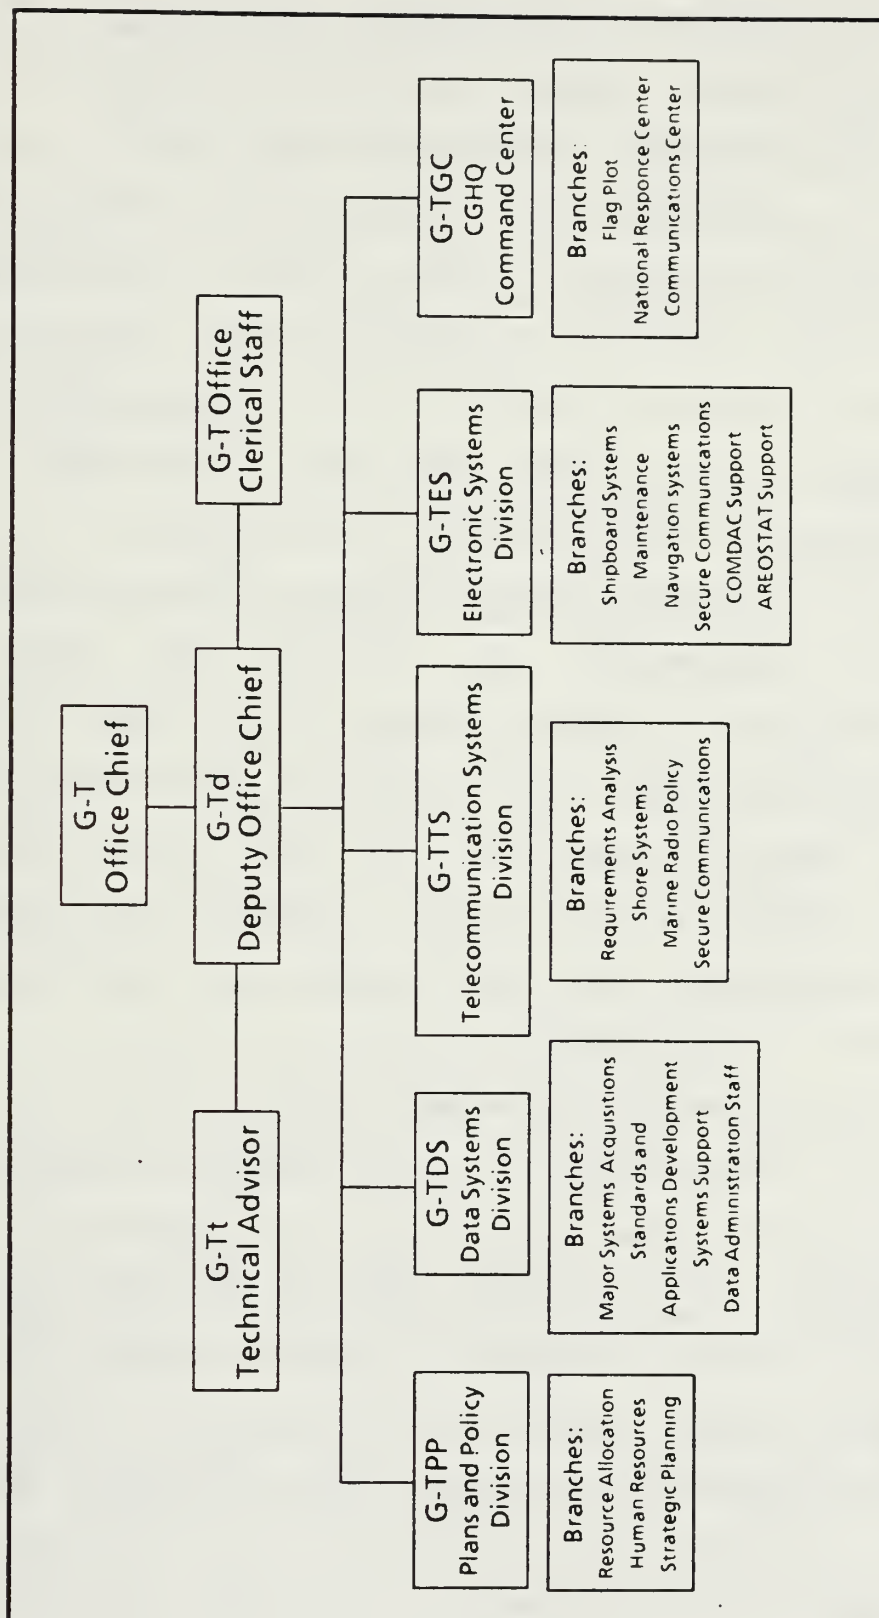 G-T
Office Chief
G-Tt
Technical Advisor
G-Td
Deputy Office Chief
G-T Office
Clerical Staff
G-TPP
Plans and Policy
Division
Branches:
Resource Allocation
Human Resources
Strategic Planning
G-TDS
Data Systems
Division
Branches:
Major Systems Acquisitions
Standards and
Applications Development
Systems Support
Data Administration Staff
G-TTS
Telecommunication Systems
Division
Branches:
Requirements Analysis
Shore Systems
Marine Radio Policy
Secure Communications
G-TES
Electronic Systems
Division
Branches:
Shipboard Systems
Maintenance
Navigation systems
Secure Communications
COMDAC Support
AREOSTAT Support
G-TGC
CGHQ
Command Center
Branches:
Flag Plot
National Responce Center
Communications Center